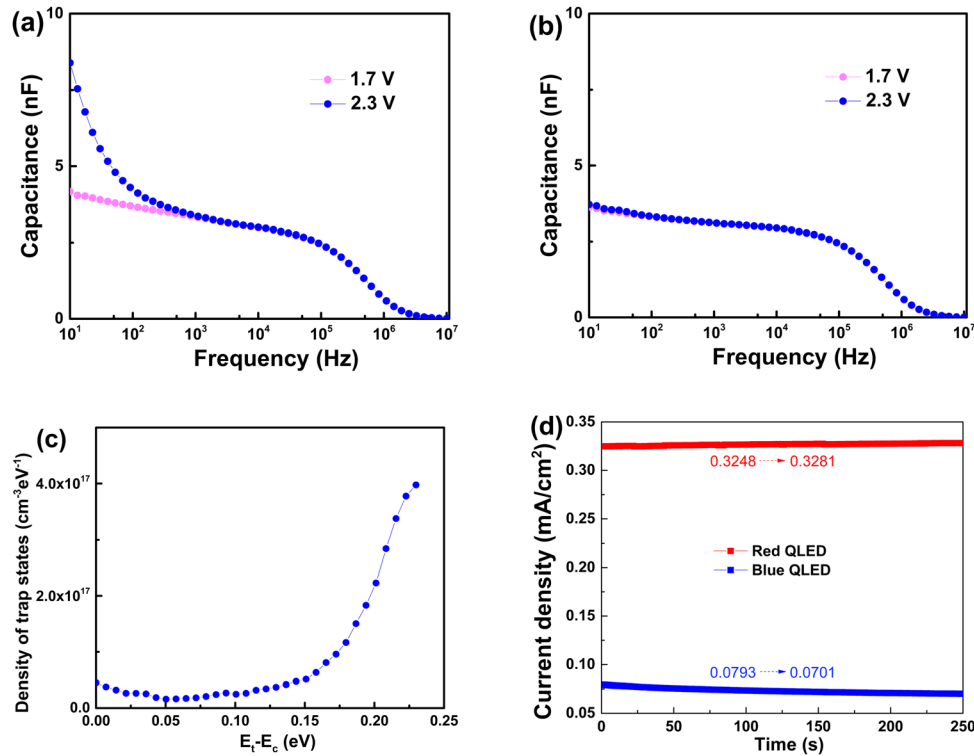 (a)
10
5
0
Capacitance (nF)
1.7 V
2.3 V
10¹ 10² 10³ 10⁴ 10⁵ 10⁶ 10⁷
Frequency (Hz)
(b)
10
5
0
Capacitance (nF)
1.7 V
2.3 V
10¹ 10² 10³ 10⁴ 10⁵ 10⁶ 10⁷
Frequency (Hz)
(c)
4.0x10¹⁷
2.0x10¹⁷
0.0
Density of trap states (cm⁻³eV⁻¹)
0.00 0.05 0.10 0.15 0.20 0.25
Eₜ-E꜀ (eV)
(d)
0.35
0.30
0.25
0.20
0.15
0.10
0.05
Current density (mA/cm²)
0.3248 → 0.3281
Red QLED
Blue QLED
0.0793 → 0.0701
0 50 100 150 200 250
Time (s)